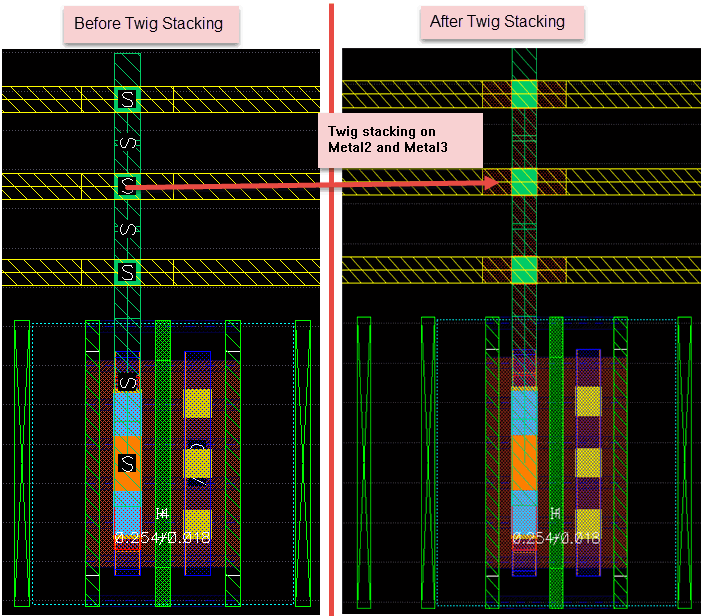 Before Twig Stacking
After Twig Stacking
Twig stacking on
Metal2 and Metal3
S
S
S
S
S
S
S
0.254/0.018
0.254/0.018